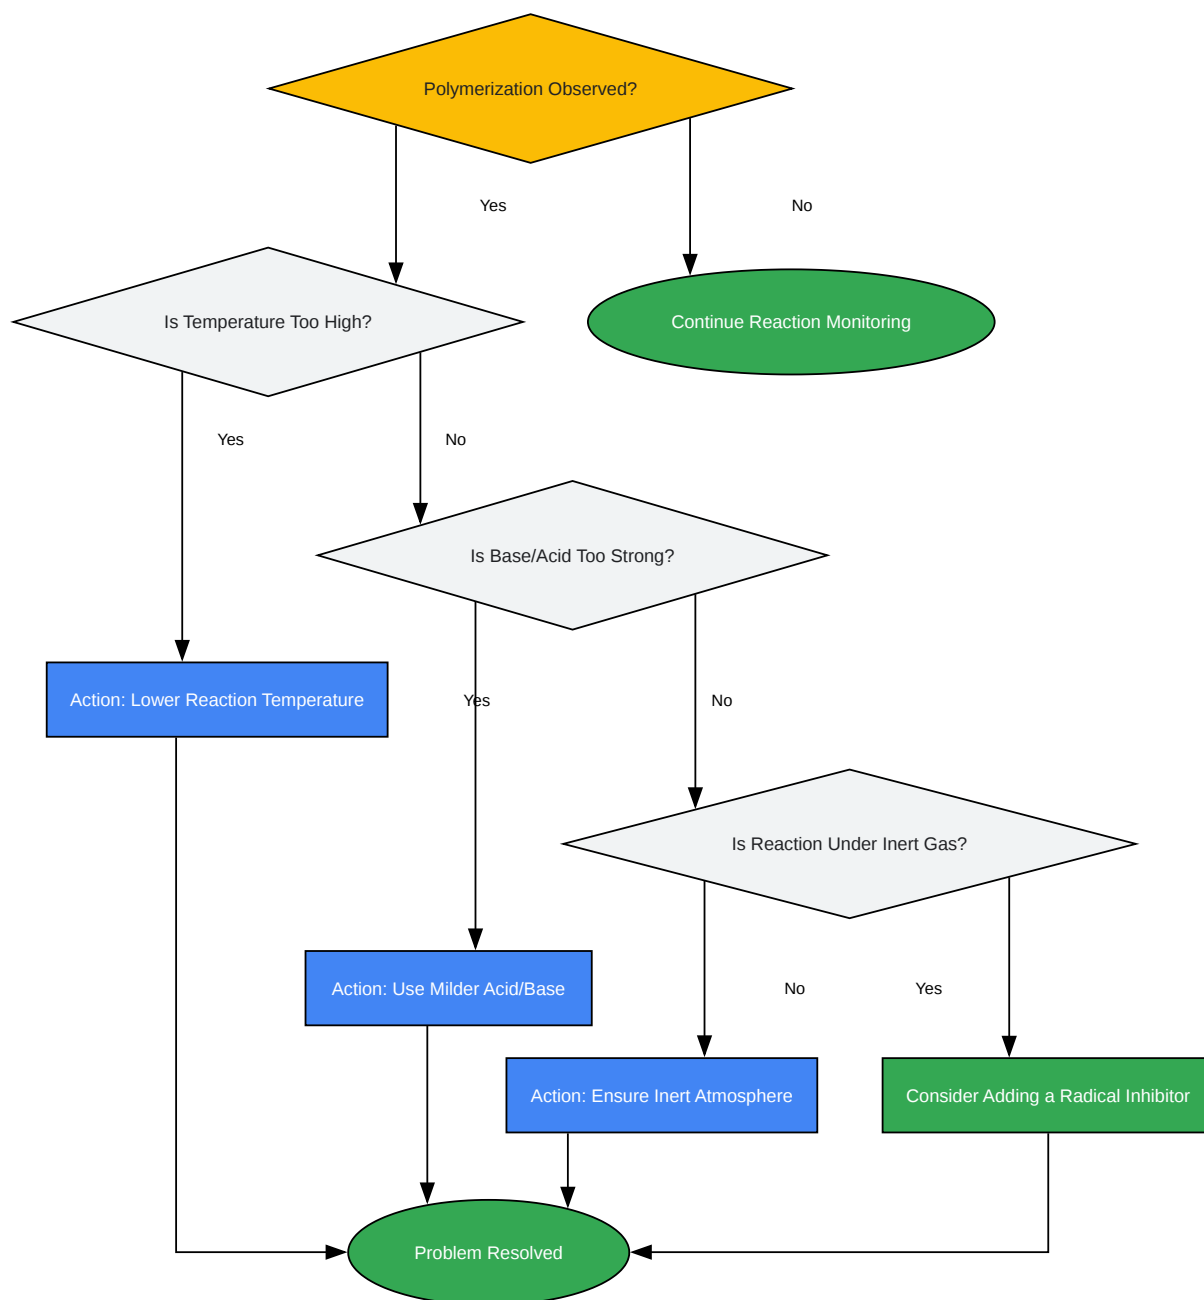 Polymerization Observed?
Yes
No
Is Temperature Too High?
Continue Reaction Monitoring
Yes
No
Is Base/Acid Too Strong?
Action: Lower Reaction Temperature
Yes
No
Is Reaction Under Inert Gas?
Action: Use Milder Acid/Base
No
Yes
Action: Ensure Inert Atmosphere
Consider Adding a Radical Inhibitor
Problem Resolved